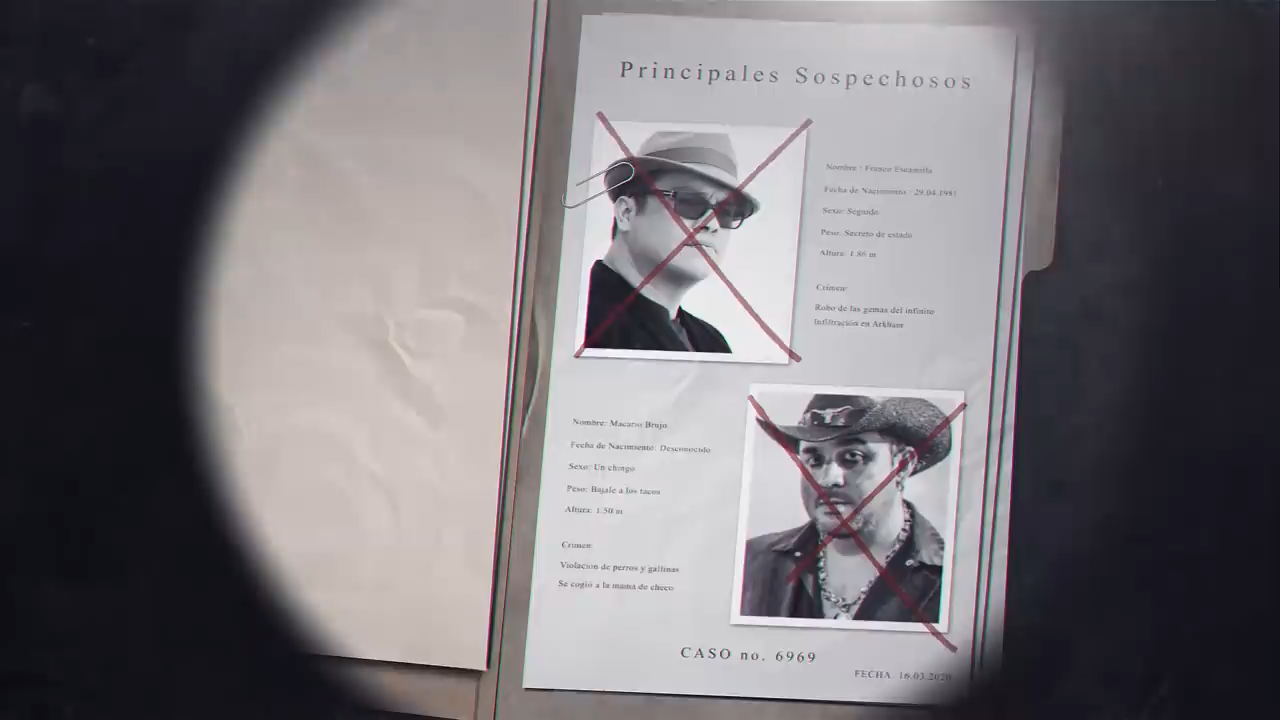 Principales Sospechosos
Nombre : Franco Escamilla
Fecha de Nacimiento : 29.04.1981
Sexo: Segundo
Peso: Secreto de estado
Altura: 1.86 m
Crimen:
Robo de las gemas del infinito
Infiltración en Arkham
Nombre: Macario Brujo
Fecha de Nacimiento: Desconocido
Sexo: Un chingo
Peso: Bajale a los tacos
Altura: 1.50 m
Crimen:
Violacion de perros y gallinas
Se cogió a la mama de checo
CASO no. 6969
FECHA 16.03.2020